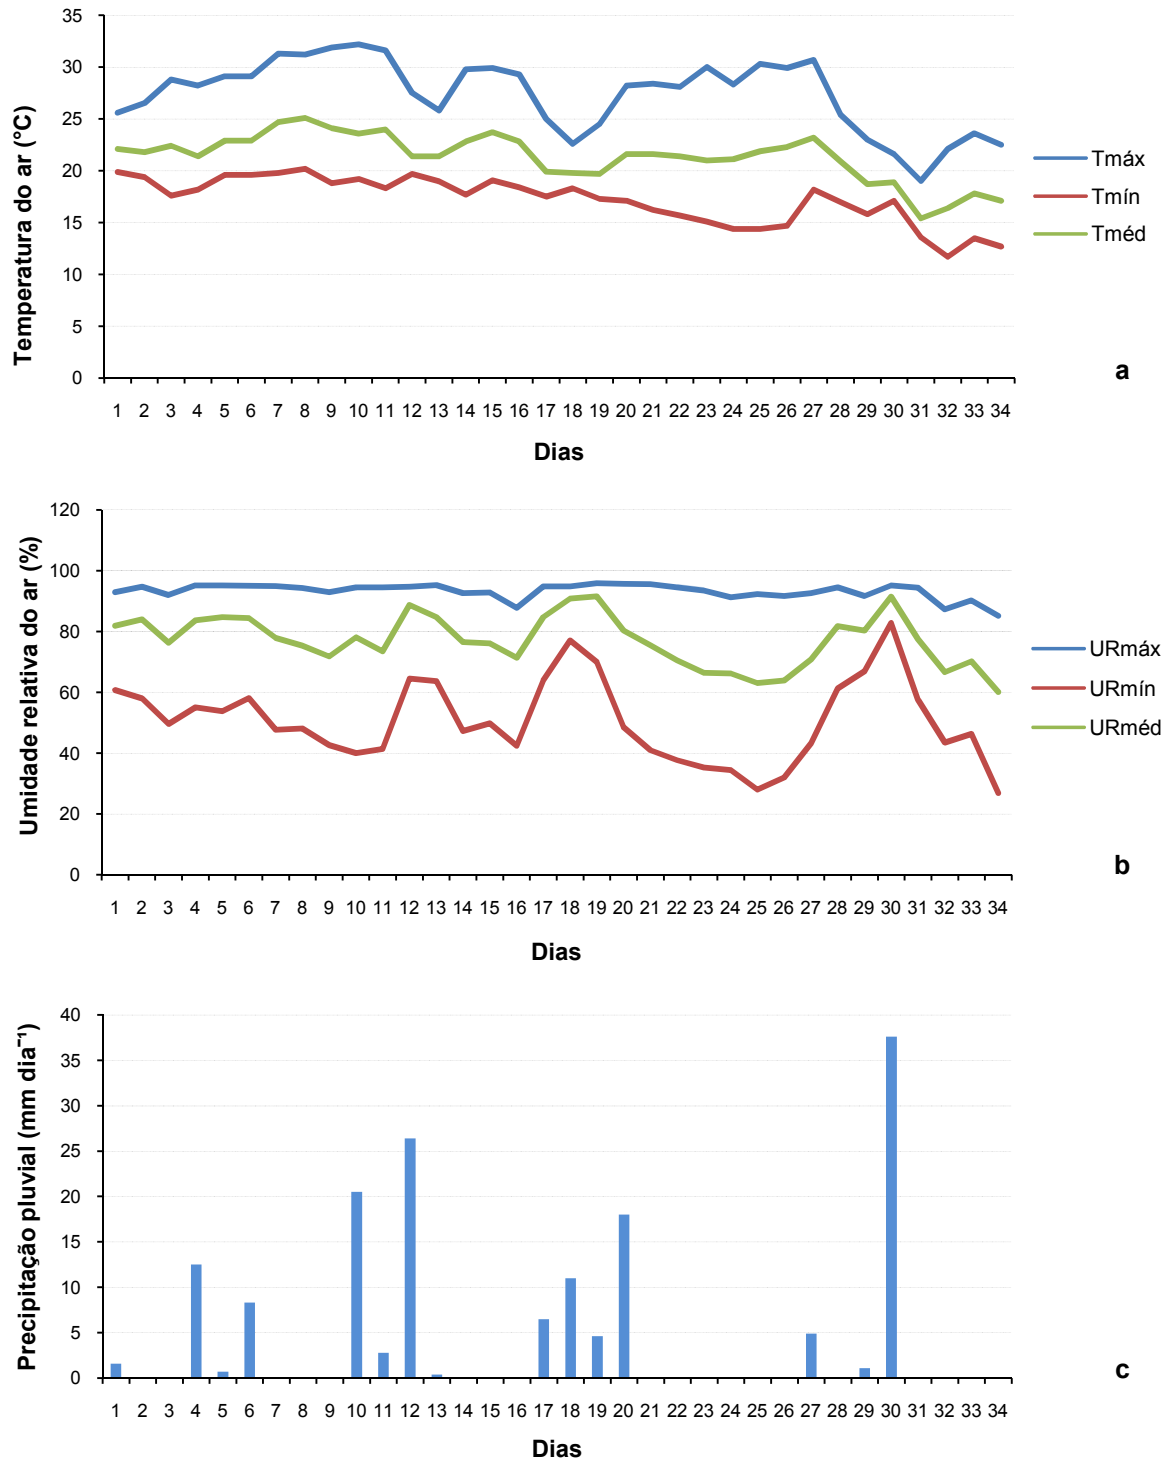 35
30
25
20
15
10
5
0
Temperatura do ar (°C)
1 2 3 4 5 6 7 8 9 10 11 12 13 14 15 16 17 18 19 20 21 22 23 24 25 26 27 28 29 30 31 32 33 34
Dias
Tmáx
Tmín
Tméd
a
120
100
80
60
40
20
0
Umidade relativa do ar (%)
1 2 3 4 5 6 7 8 9 10 11 12 13 14 15 16 17 18 19 20 21 22 23 24 25 26 27 28 29 30 31 32 33 34
Dias
URmáx
URmín
URméd
b
40
35
30
25
20
15
10
5
0
Precipitação pluvial (mm dia⁻¹)
1 2 3 4 5 6 7 8 9 10 11 12 13 14 15 16 17 18 19 20 21 22 23 24 25 26 27 28 29 30 31 32 33 34
Dias
c